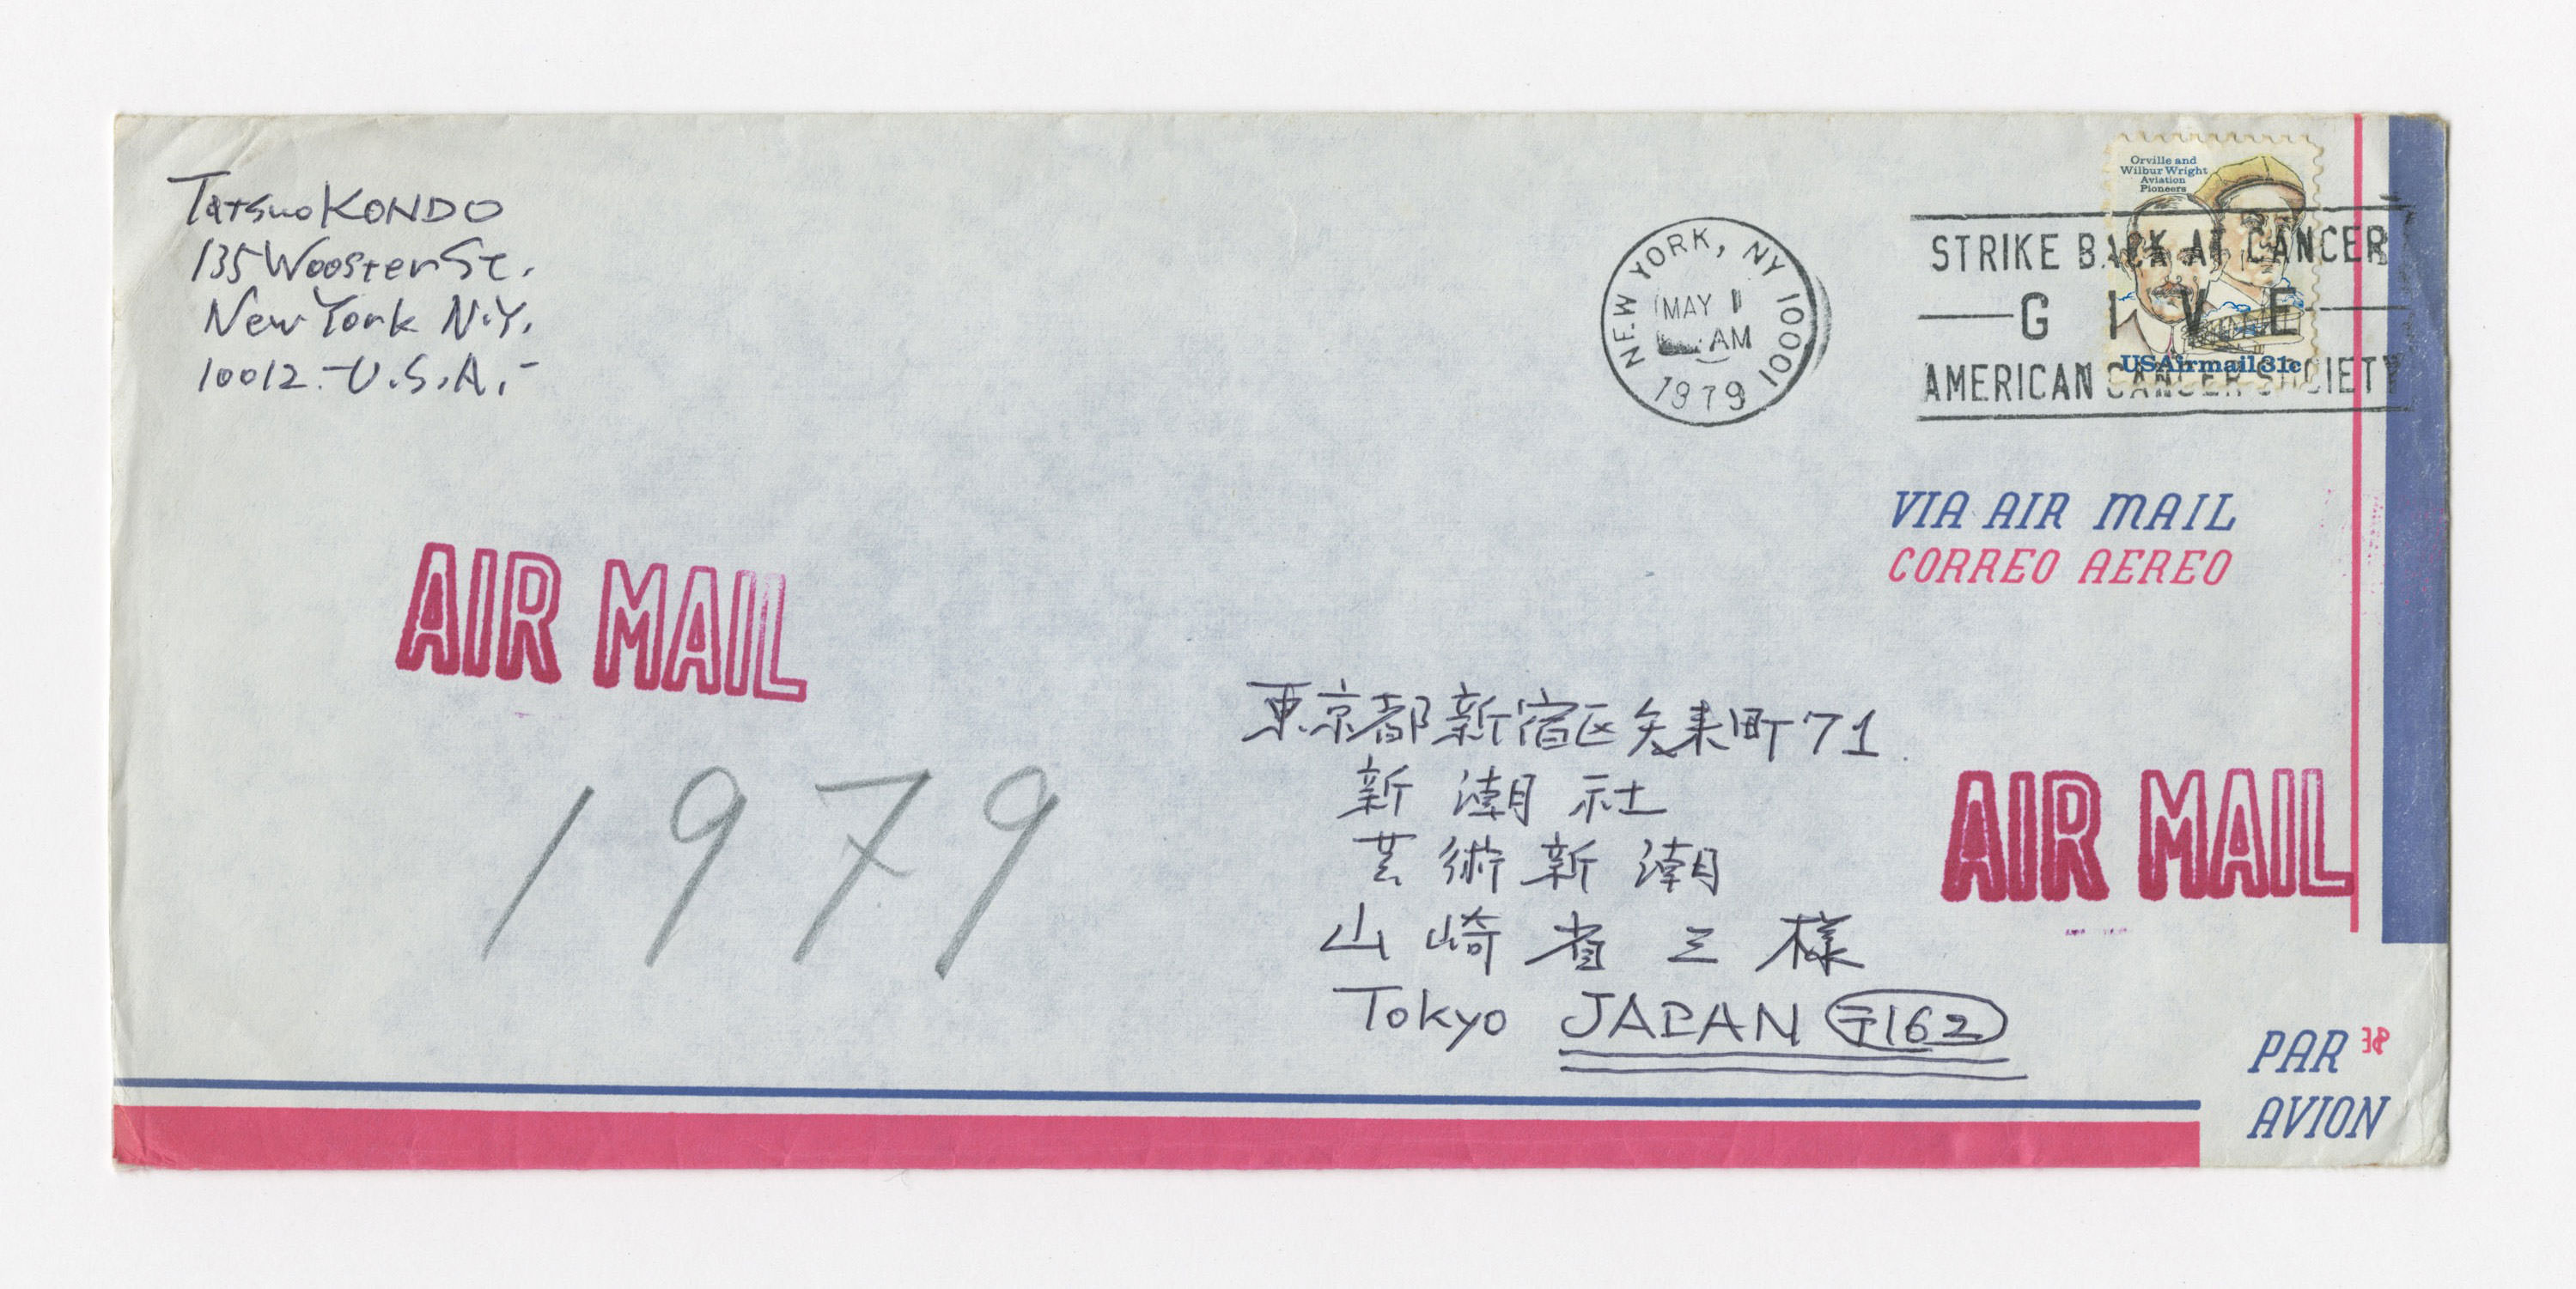 Tatsuo KONDO
135 Wooster St.
New York N.Y.
10012-U.S.A.-
NEW YORK, NY 10001
MAY 1
AM
1979
Orville and
Wilbur Wright
Aviation
Pioneers
USAirmail 31c
STRIKE BACK AT CANCER
GIVE
AMERICAN CANCER SOCIETY
VIA AIR MAIL
CORREO AEREO
AIR MAIL
1979
東京都新宿区矢来町71
新潮社
芸術新潮
山崎省三様
Tokyo JAPAN 〒162
AIR MAIL
PAR
AVION